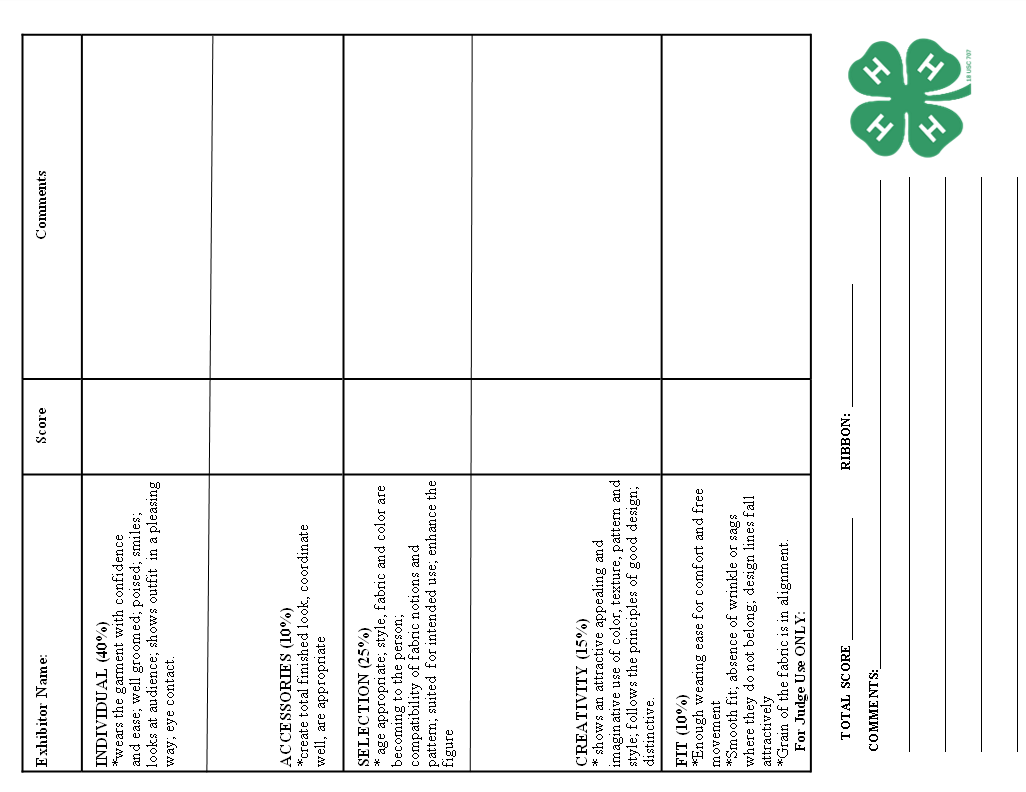 Exhibitor Name:
Score
Comments
INDIVIDUAL (40%)
*wears the garment with confidence
and ease; well groomed; poised; smiles;
looks at audience; shows outfit in a pleasing
way; eye contact.
ACCESSORIES (10%)
*create total finished look, coordinate
well, are appropriate
SELECTION (25%)
* age appropriate; style, fabric and color are
becoming to the person;
compatibility of fabric notions and
pattern; suited for intended use; enhance the
figure
CREATIVITY (15%)
* shows an attractive appealing and
imaginative use of color, texture, pattern and
style; follows the principles of good design;
distinctive.
FIT (10%)
*Enough wearing ease for comfort and free
movement
*Smooth fit; absence of wrinkle or sags
where they do not belong; design lines fall
attractively
*Grain of the fabric is in alignment.
For Judge Use ONLY:
TOTAL SCORE
RIBBON:
COMMENTS:
H H H H
18 USC 707